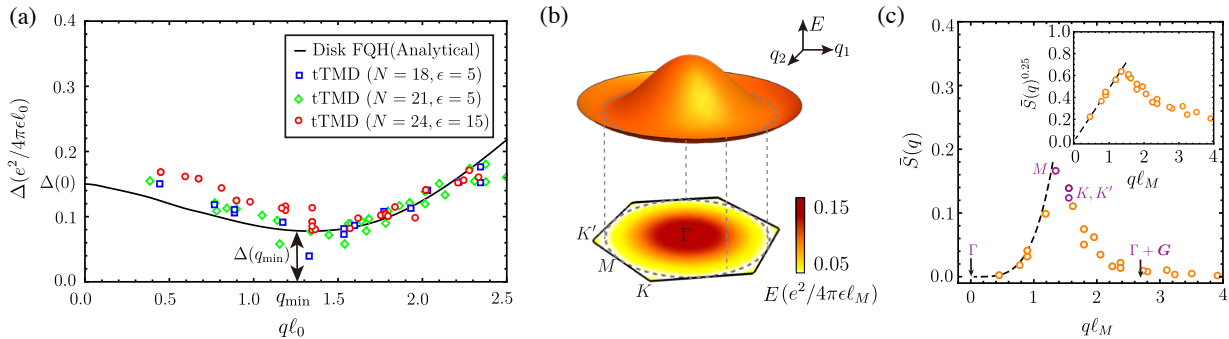 (a)
Δ(e²/4πεℓ₀)
0.4
0.3
0.2
Δ(0)
0.1
0.0
0.0
0.5
q_min
1.5
2.0
2.5
qℓ₀
Disk FQH(Analytical)
tTMD (N = 18, ϵ = 5)
tTMD (N = 21, ϵ = 5)
tTMD (N = 24, ϵ = 15)
Δ(q_min)
(b)
E
q₂
q₁
Γ
K′
M
K
0.15
0.05
E(e²/4πϵℓ_M)
(c)
S̄(q)
0.4
0.3
0.2
0.1
0.0
0
1
2
3
4
qℓ_M
Γ
M
K, K′
Γ + G
S̄(q)^0.25
1.0
0.8
0.6
0.4
0.2
0.0
0
1
2
3
4
qℓ_M